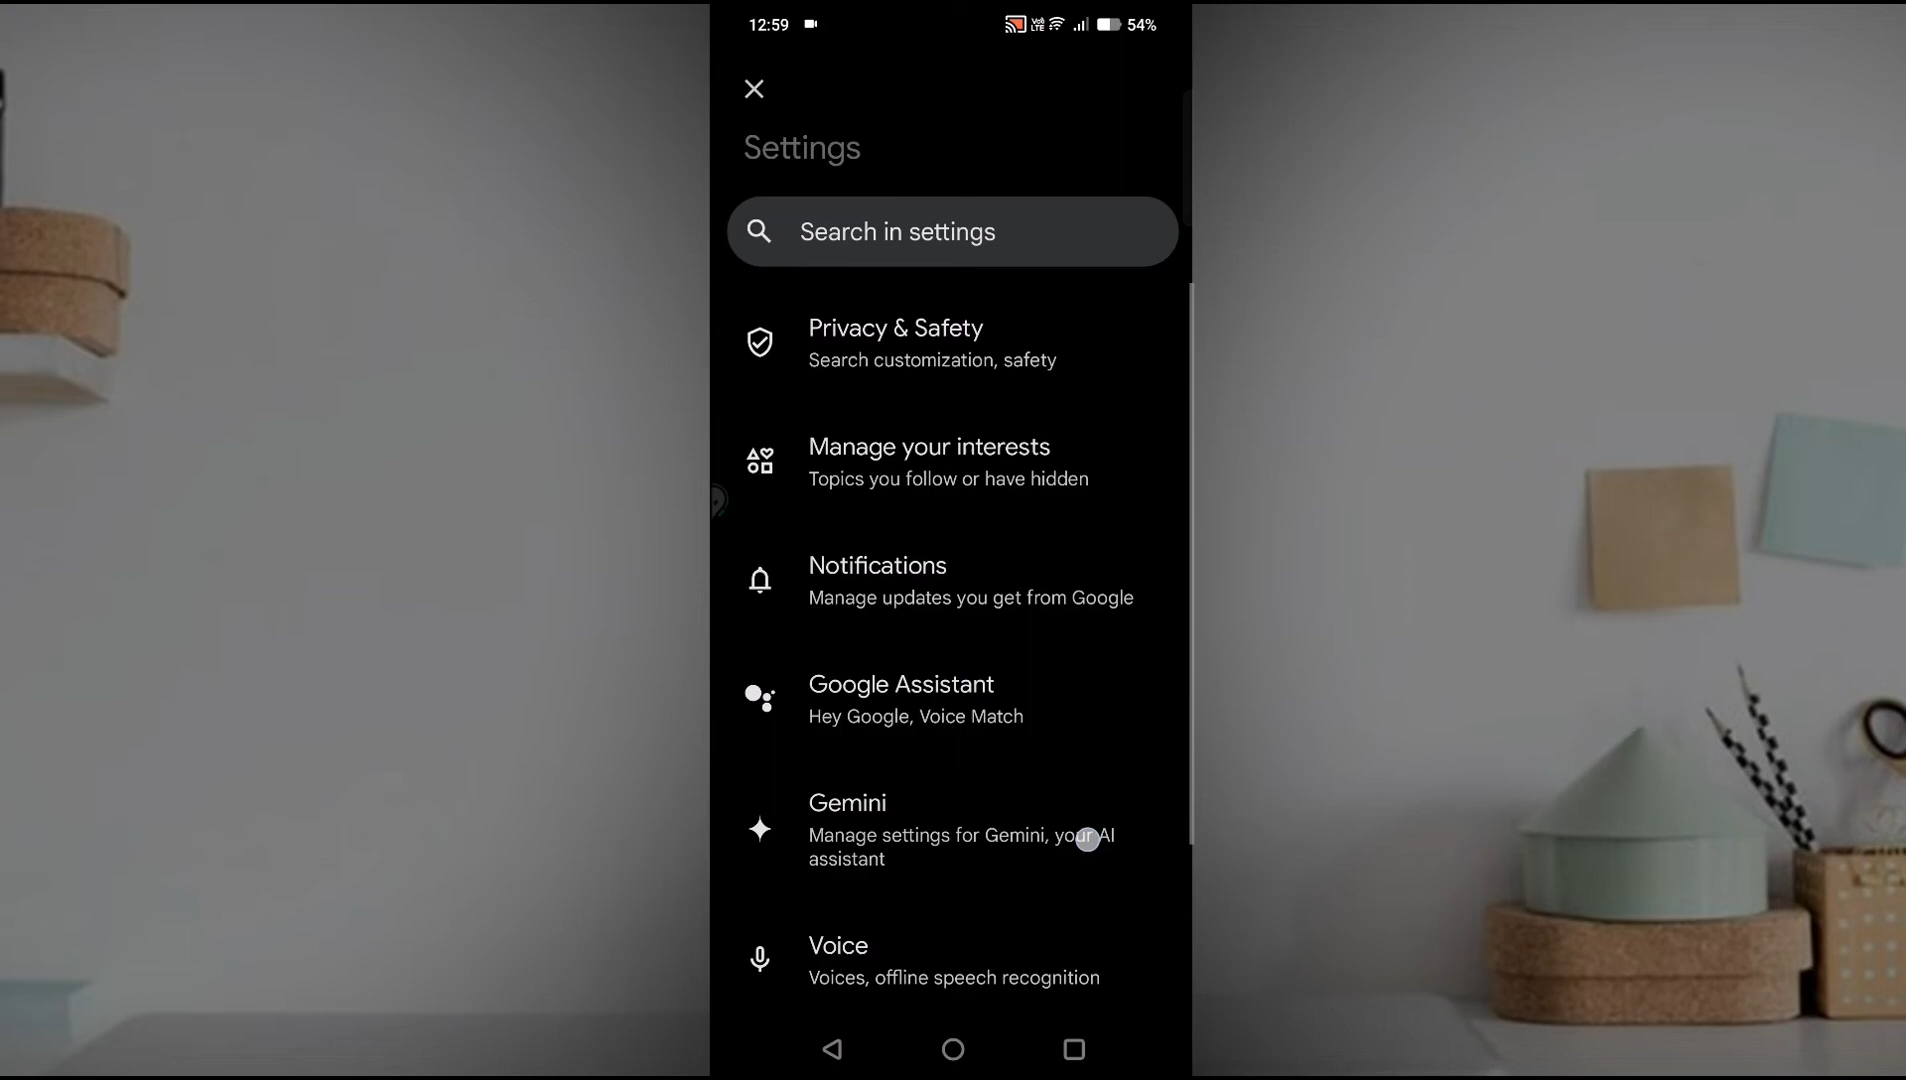 12:59
Vo) LTE 54%
Settings
Search in settings
Privacy & Safety
Search customization, safety
Manage your interests
Topics you follow or have hidden
Notifications
Manage updates you get from Google
Google Assistant
Hey Google, Voice Match
Gemini
Manage settings for Gemini, your AI
assistant
Voice
Voices, offline speech recognition